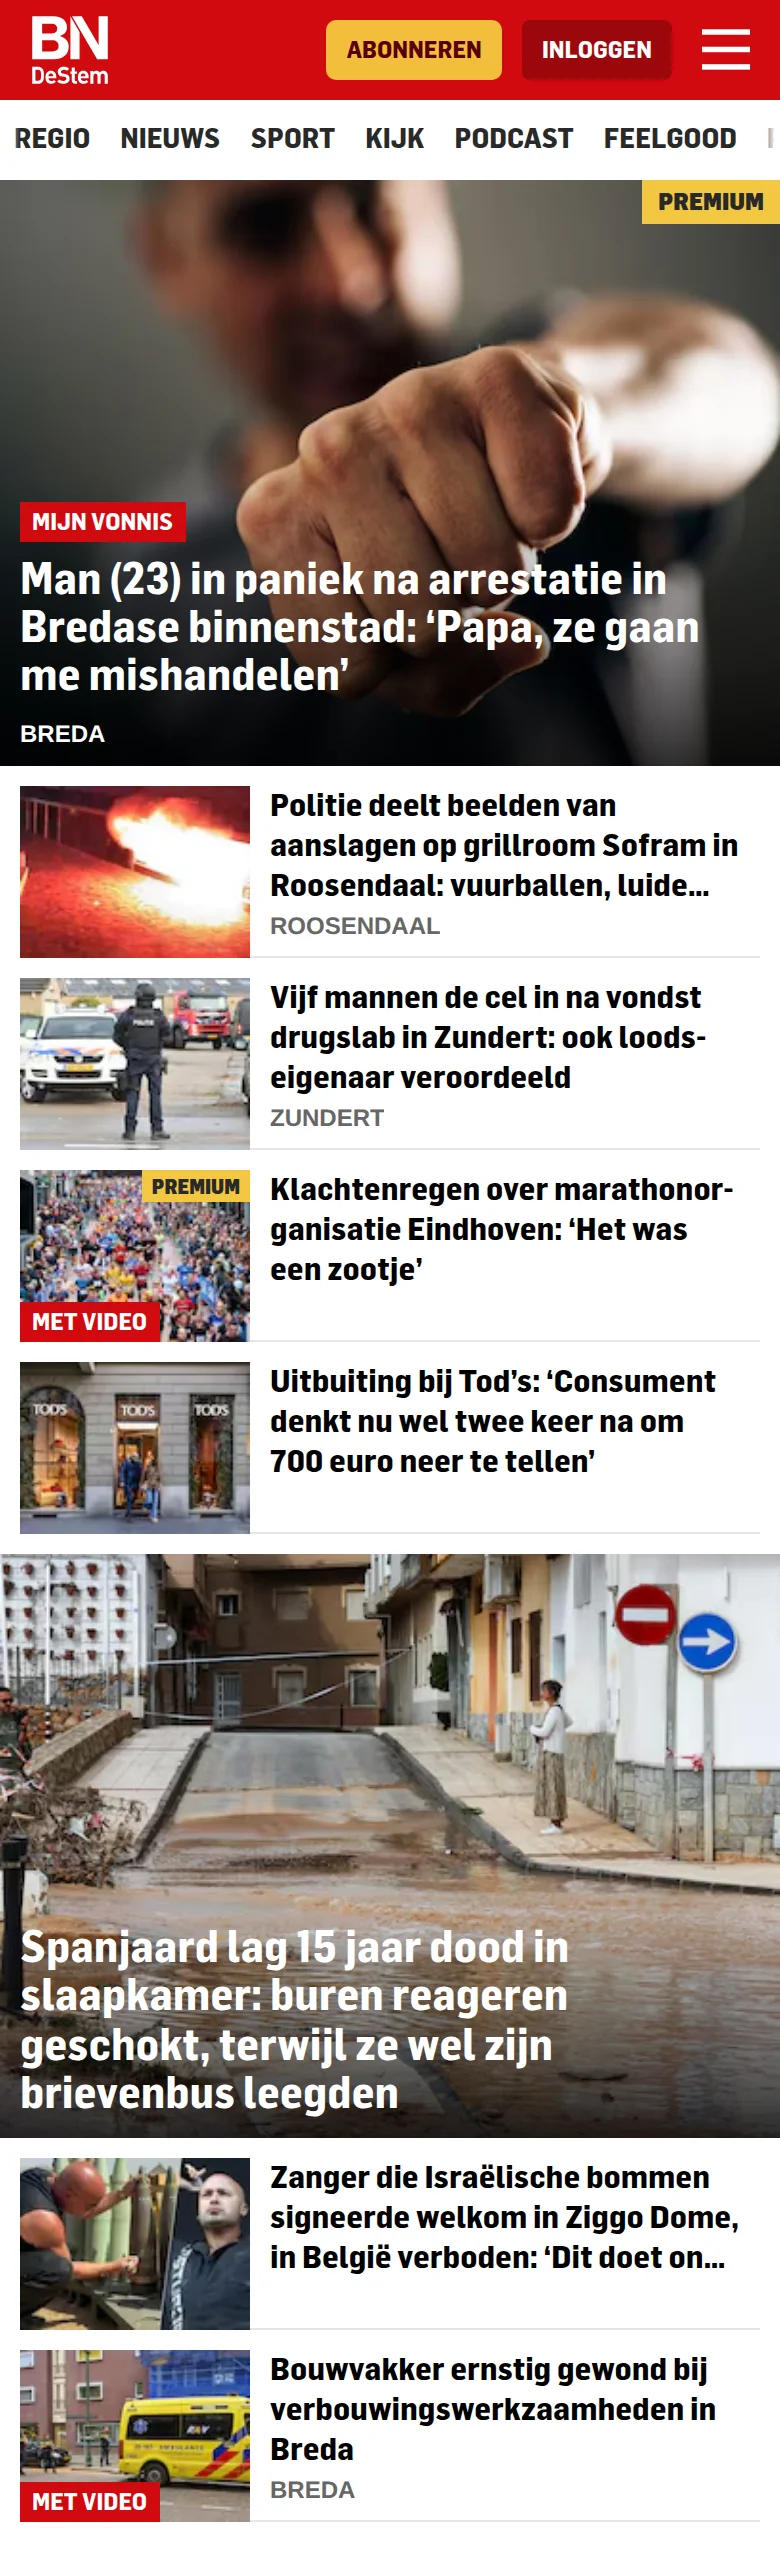 BN
DeStem
ABONNEREN
INLOGGEN
REGIO NIEUWS SPORT KIJK PODCAST FEELGOOD
PREMIUM
MIJN VONNIS
Man (23) in paniek na arrestatie in
Bredase binnenstad: ‘Papa, ze gaan
me mishandelen’
BREDA
Politie deelt beelden van
aanslagen op grillroom Sofram in
Roosendaal: vuurballen, luide...
ROOSENDAAL
POLITIE
Vijf mannen de cel in na vondst
drugslab in Zundert: ook loods-
eigenaar veroordeeld
ZUNDERT
PREMIUM
MET VIDEO
Klachtenregen over marathonor-
ganisatie Eindhoven: ‘Het was
een zootje’
TOD'S TOD'S TOD'S
Uitbuiting bij Tod’s: ‘Consument
denkt nu wel twee keer na om
700 euro neer te tellen’
Spanjaard lag 15 jaar dood in
slaapkamer: buren reageren
geschokt, terwijl ze wel zijn
brievenbus leegden
Zanger die Israëlische bommen
signeerde welkom in Ziggo Dome,
in België verboden: ‘Dit doet on...
AMBULANCE
MET VIDEO
Bouwvakker ernstig gewond bij
verbouwingswerkzaamheden in
Breda
BREDA